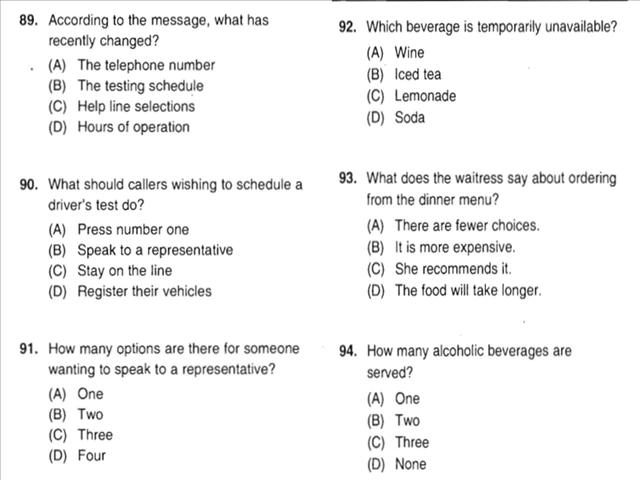 89. According to the message, what has
recently changed?
(A) The telephone number
(B) The testing schedule
(C) Help line selections
(D) Hours of operation
90. What should callers wishing to schedule a
driver's test do?
(A) Press number one
(B) Speak to a representative
(C) Stay on the line
(D) Register their vehicles
91. How many options are there for someone
wanting to speak to a representative?
(A) One
(B) Two
(C) Three
(D) Four
92. Which beverage is temporarily unavailable?
(A) Wine
(B) Iced tea
(C) Lemonade
(D) Soda
93. What does the waitress say about ordering
from the dinner menu?
(A) There are fewer choices.
(B) It is more expensive.
(C) She recommends it.
(D) The food will take longer.
94. How many alcoholic beverages are
served?
(A) One
(B) Two
(C) Three
(D) None